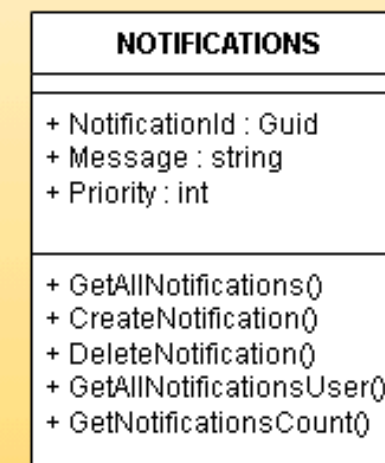 NOTIFICATIONS
+ NotificationId : Guid
+ Message : string
+ Priority : int
+ GetAllNotifications()
+ CreateNotification()
+ DeleteNotification()
+ GetAllNotificationsUser()
+ GetNotificationsCount()